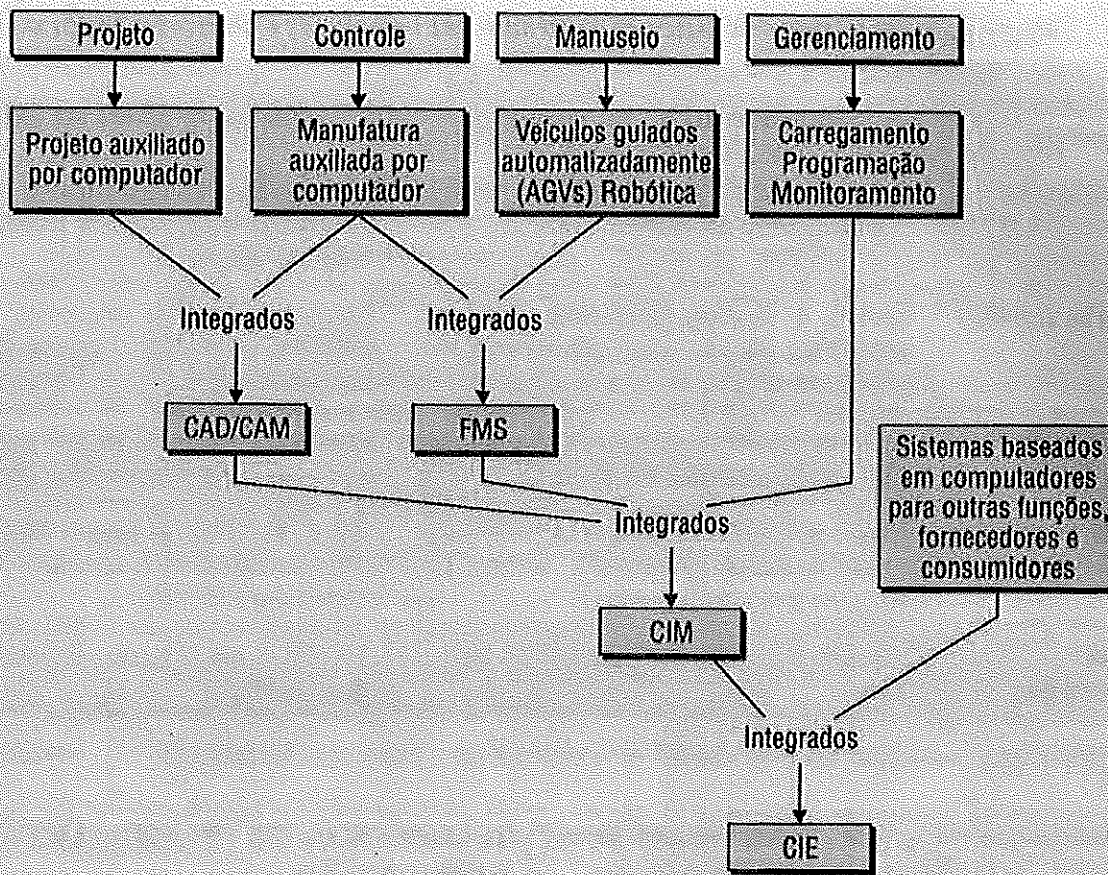 Projeto
Controle
Manuseio
Gerenciamento
Projeto auxiliado
por computador
Manufatura
auxiliada por
computador
Veículos guiados
automatizadamente
(AGVs) Robótica
Carregamento
Programação
Monitoramento
Integrados
Integrados
CAD/CAM
FMS
Sistemas baseados
em computadores
para outras funções,
fornecedores e
consumidores
Integrados
CIM
Integrados
CIE